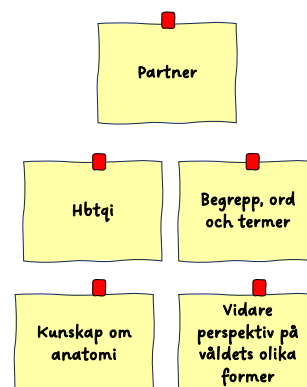 Partner
Hbtqi
Begrepp, ord
och termer
Kunskap om
anatomi
Vidare
perspektiv på
våldets olika
former